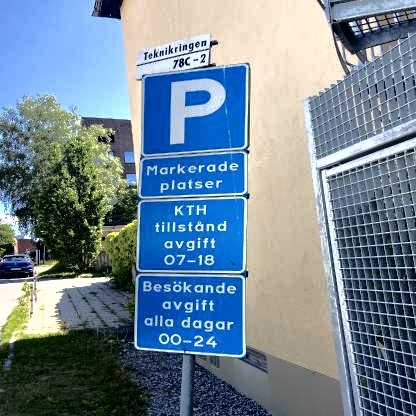 Teknikringen
78C-2
P
Markerade
platser
KTH
tillstånd
avgift
07-18
Besökande
avgift
alla dagar
00-24